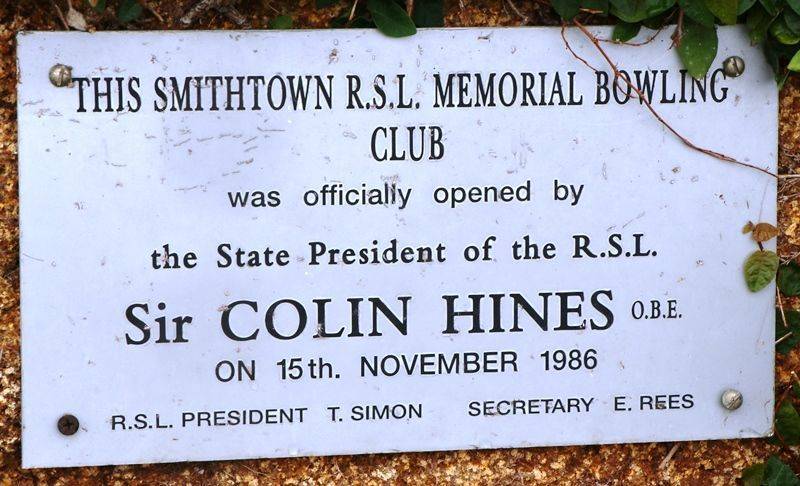 THIS SMITHTOWN R.S.L. MEMORIAL BOWLING
CLUB
was officially opened by
the State President of the R.S.L.
Sir COLIN HINES O.B.E.
ON 15th. NOVEMBER 1986
R.S.L. PRESIDENT T. SIMON SECRETARY E. REES